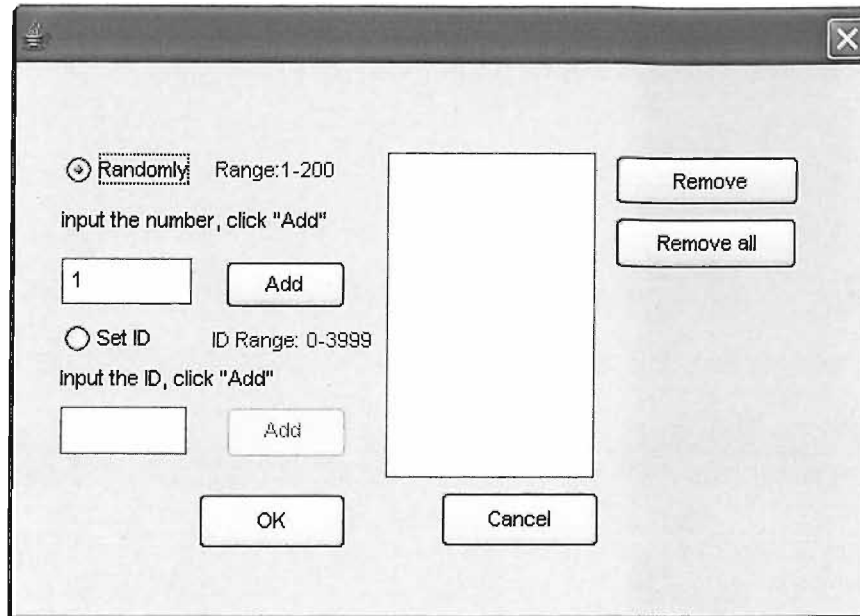 Randomly Range:1-200
input the number, click "Add"
1 Add
Set ID ID Range: 0-3999
Input the ID, click "Add"
Add
Remove
Remove all
OK Cancel